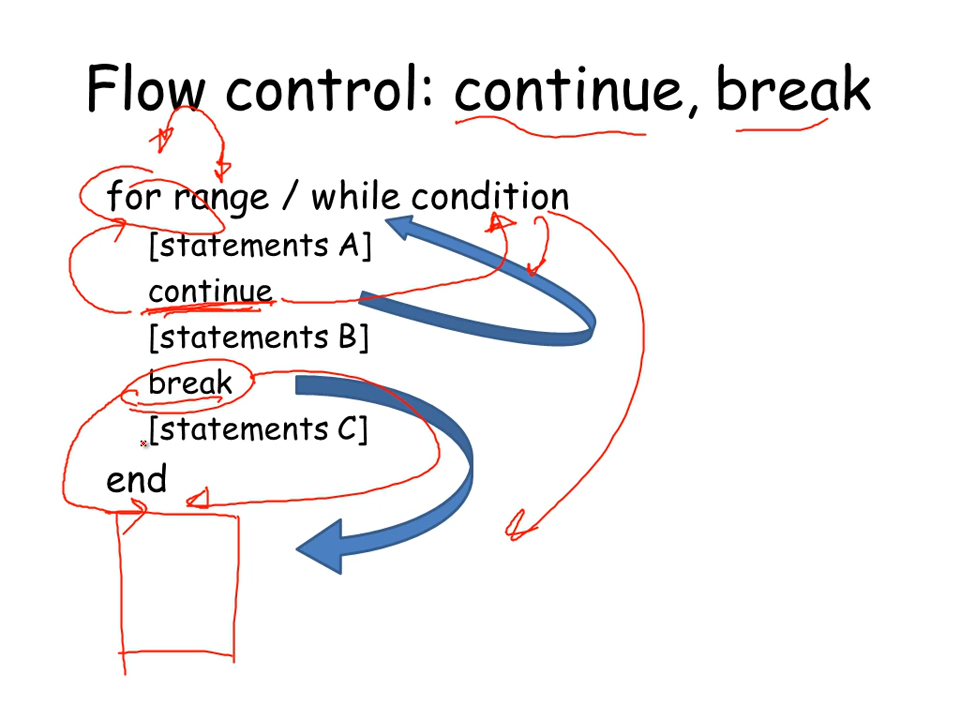 Flow control: continue, break
for range / while condition
[statements A]
continue
[statements B]
break
[statements C]
end